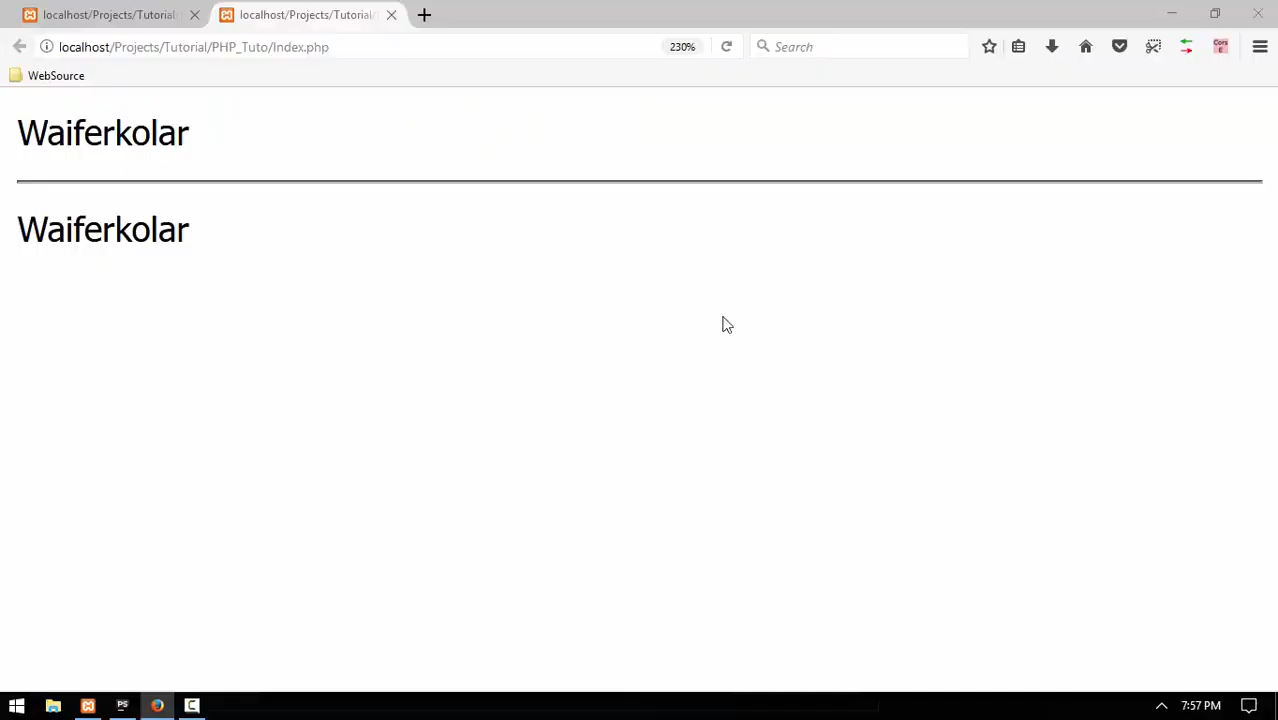 localhost/Projects/Tutorial
localhost/Projects/Tutorial/
localhost/Projects/Tutorial/PHP_Tuto/Index.php
230%
Search
WebSource
Waiferkolar
Waiferkolar
PS
C
7:57 PM